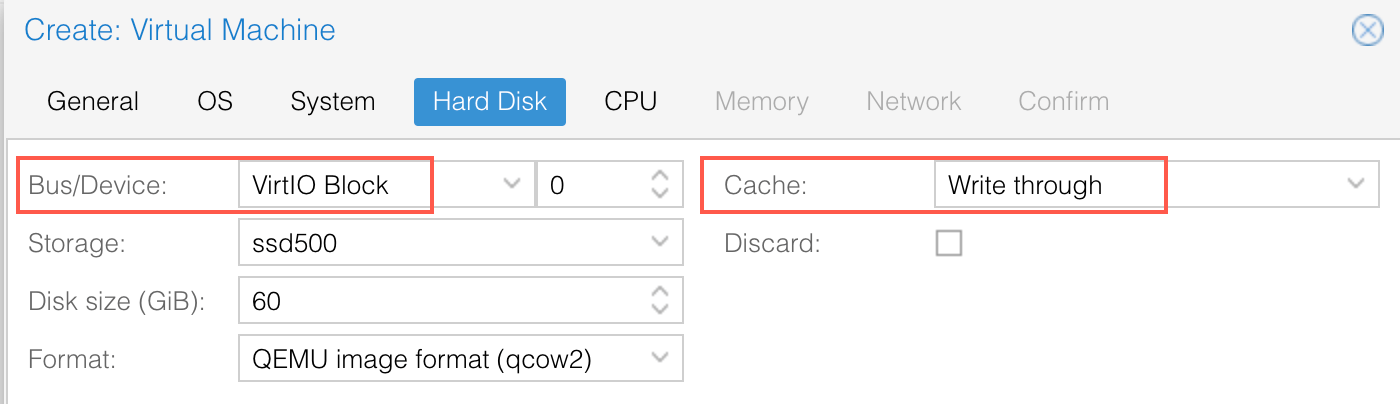 Create: Virtual Machine
General OS System Hard Disk CPU Memory Network Confirm
Bus/Device: VirtIO Block 0 Cache: Write through
Storage: ssd500 Discard:
Disk size (GiB): 60
Format: QEMU image format (qcow2)